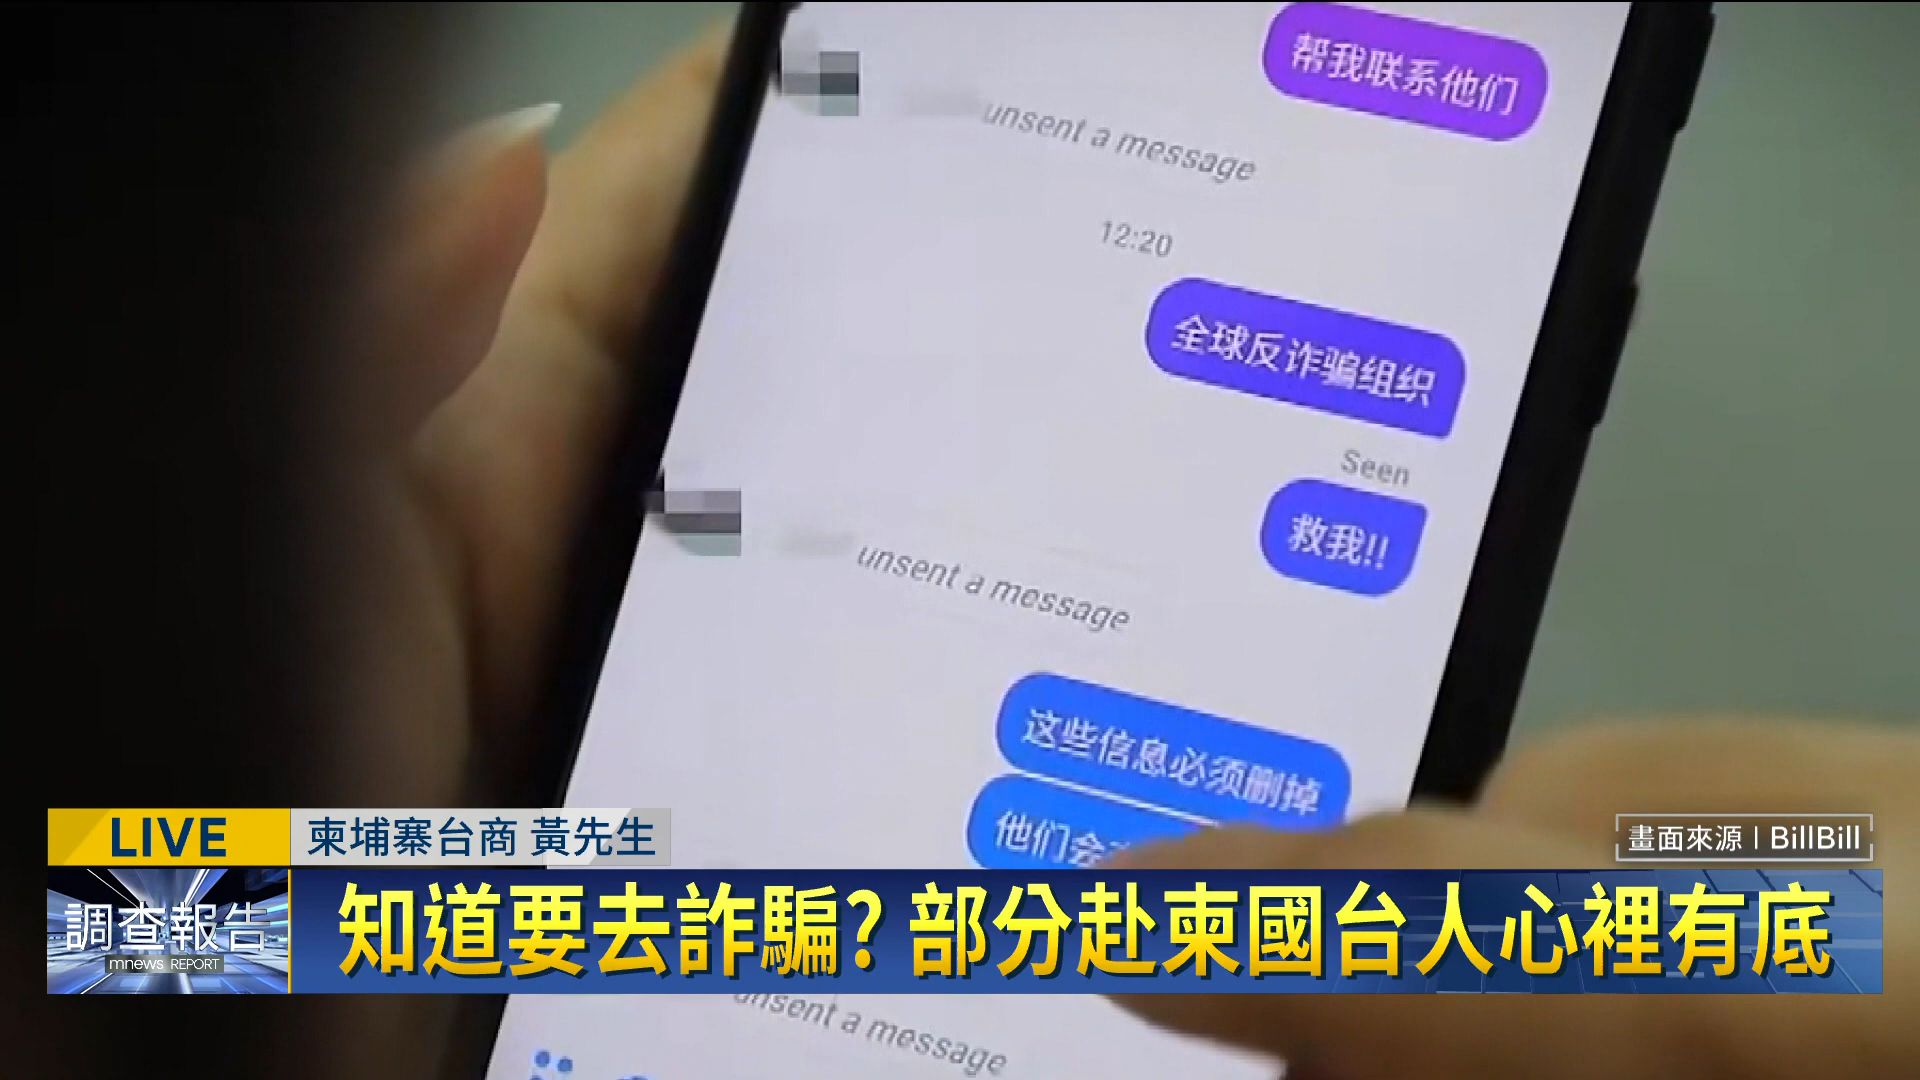 帮我联系他们
unsent a message
12:20
全球反诈骗组织
Seen
救我!!
unsent a message
这些信息必须删掉
他们会
LIVE
柬埔寨台商 黃先生
畫面來源 | BillBill
調查報告
mnews REPORT
知道要去詐騙? 部分赴柬國台人心裡有底
unsent a message